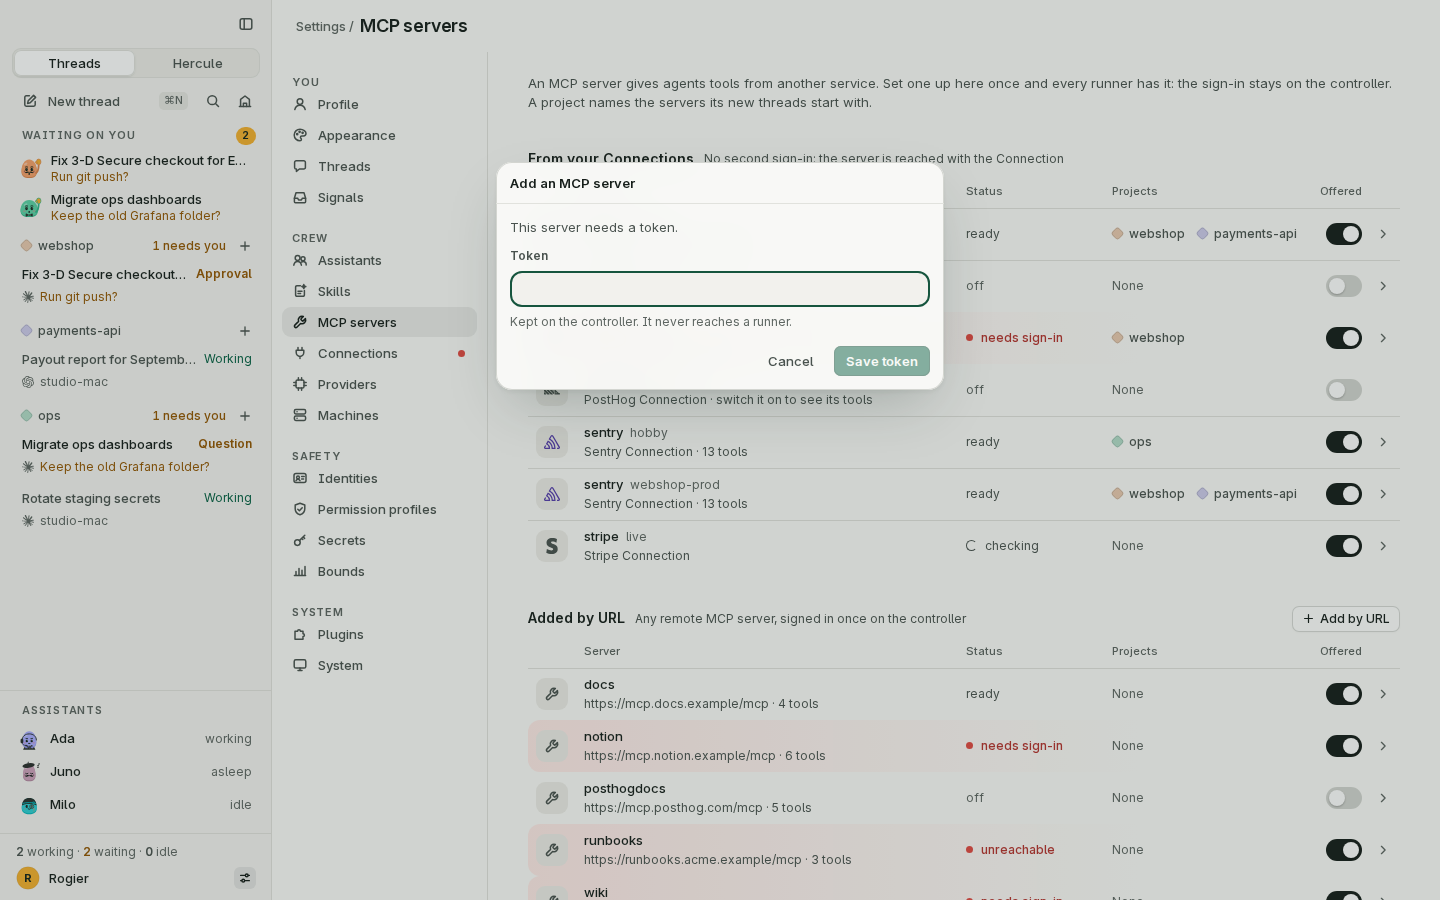 Threads
Hercule
New thread
⌘N
WAITING ON YOU
2
Fix 3-D Secure checkout for E…
Run git push?
Migrate ops dashboards
Keep the old Grafana folder?
webshop
1 needs you
Fix 3-D Secure checkout…
Approval
Run git push?
payments-api
Payout report for Septemb…
Working
studio-mac
ops
1 needs you
Migrate ops dashboards
Question
Keep the old Grafana folder?
Rotate staging secrets
Working
studio-mac
ASSISTANTS
Ada
working
Juno
asleep
Milo
idle
2 working · 2 waiting · 0 idle
R
Rogier
Settings /
MCP servers
YOU
Profile
Appearance
Threads
Signals
CREW
Assistants
Skills
MCP servers
Connections
Providers
Machines
SAFETY
Identities
Permission profiles
Secrets
Bounds
SYSTEM
Plugins
System
An MCP server gives agents tools from another service. Set one up here once and every runner has it: the sign-in stays on the controller.
A project names the servers its new threads start with.
From your Connections
No second sign-in: the server is reached with the Connection
Status
Projects
Offered
ready
webshop
payments-api
off
None
needs sign-in
webshop
off
None
PostHog Connection · switch it on to see its tools
sentry hobby
Sentry Connection · 13 tools
ready
ops
sentry webshop-prod
Sentry Connection · 13 tools
ready
webshop
payments-api
stripe live
Stripe Connection
checking
None
Add an MCP server
This server needs a token.
Token
Kept on the controller. It never reaches a runner.
Cancel
Save token
Added by URL
Any remote MCP server, signed in once on the controller
Add by URL
Server
Status
Projects
Offered
docs
https://mcp.docs.example/mcp · 4 tools
ready
None
notion
https://mcp.notion.example/mcp · 6 tools
needs sign-in
None
posthogdocs
https://mcp.posthog.com/mcp · 5 tools
off
None
runbooks
https://runbooks.acme.example/mcp · 3 tools
unreachable
None
wiki